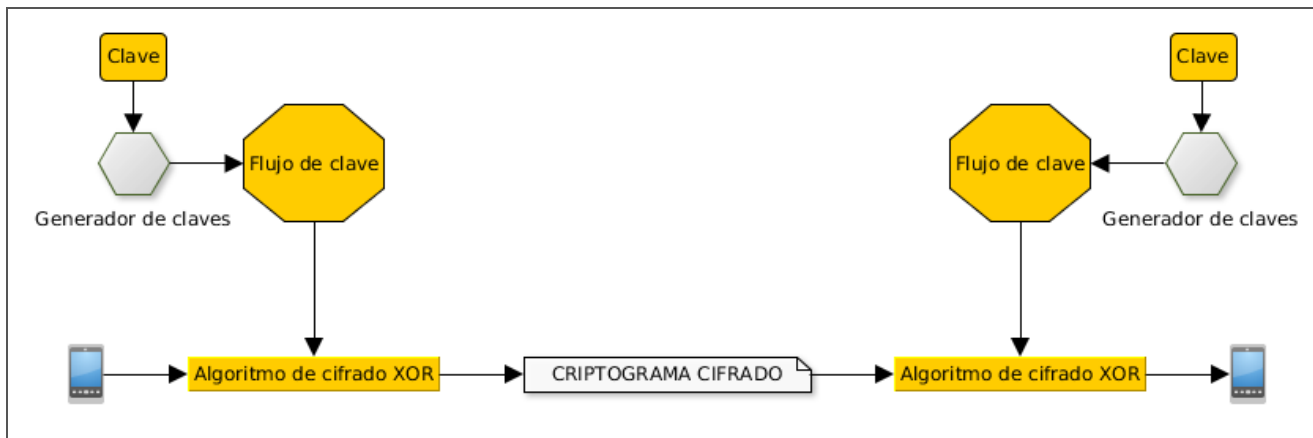 Clave
Clave
Flujo de clave
Flujo de clave
Generador de claves
Generador de claves
Algoritmo de cifrado XOR
CRIPTOGRAMA CIFRADO
Algoritmo de cifrado XOR